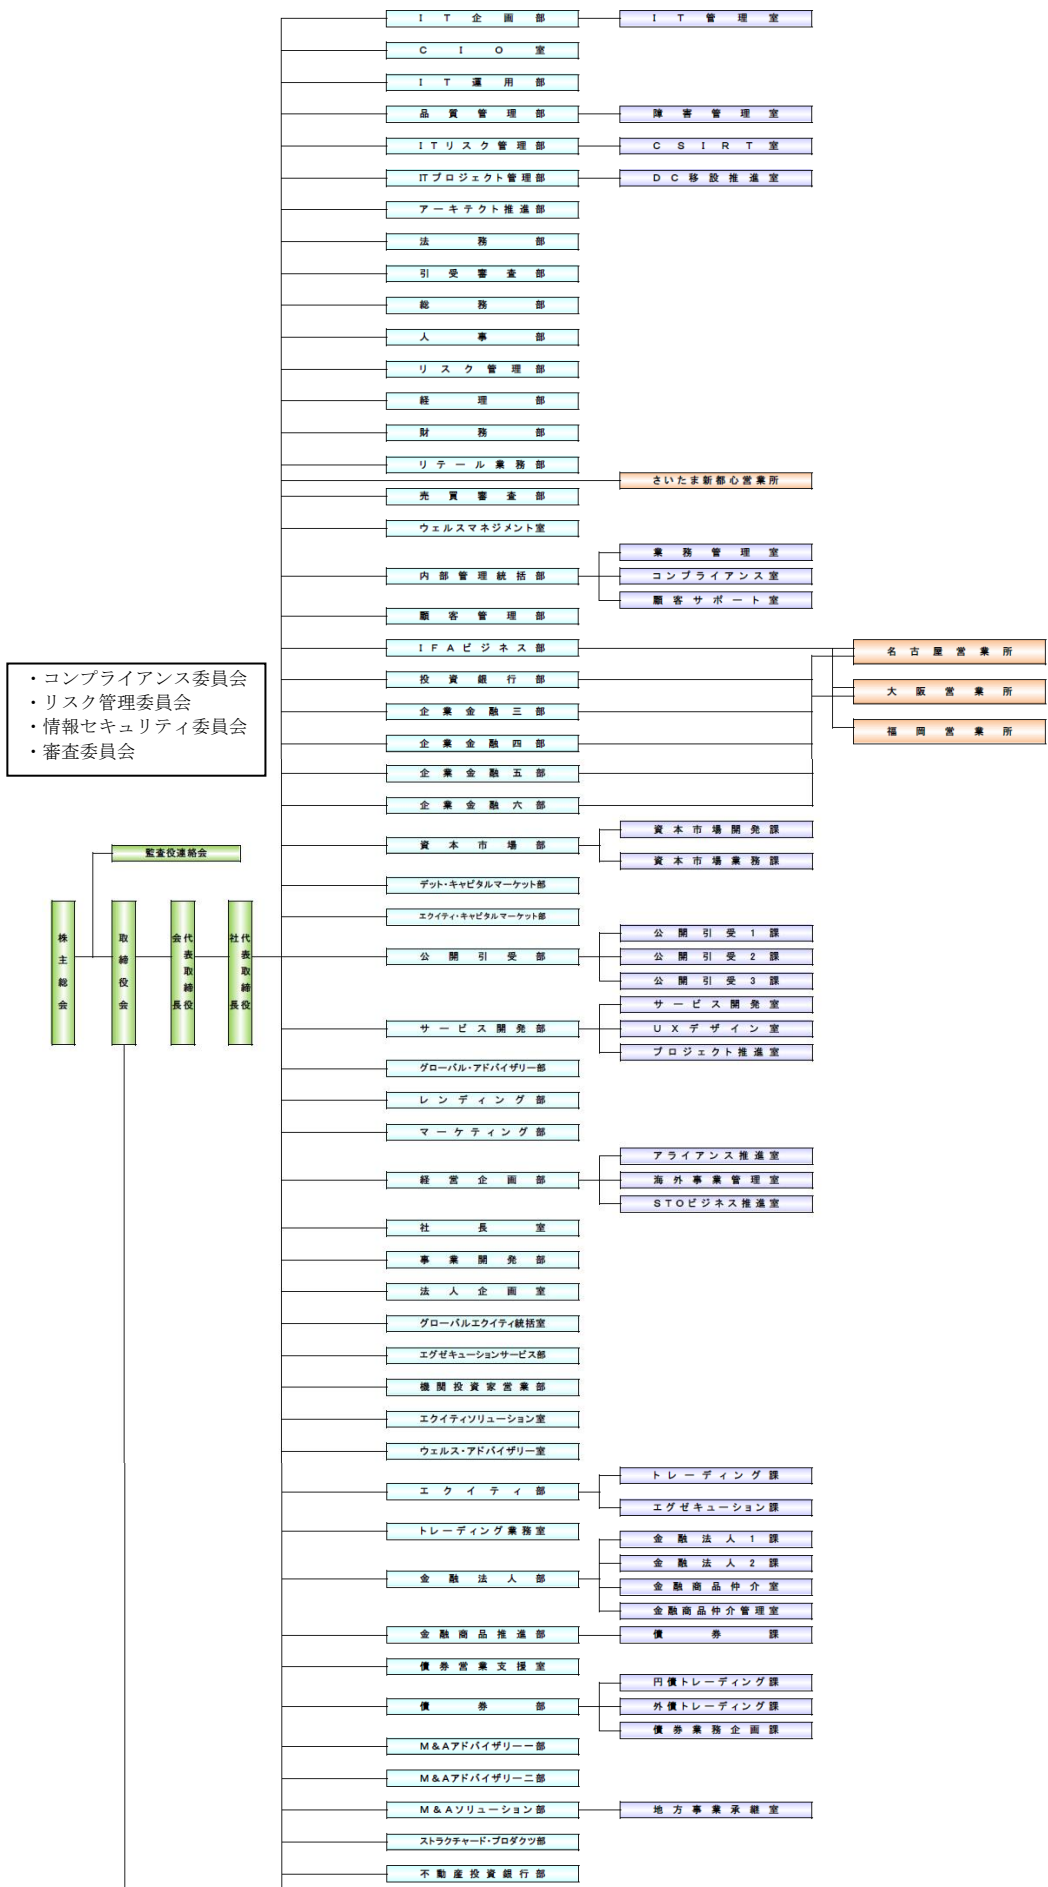 ＩＴ企画部
ＩＴ管理室
ＣＩＯ室
ＩＴ運用部
品質管理部
障害管理室
ＩＴリスク管理部
ＣＳＩＲＴ室
ITプロジェクト管理部
ＤＣ移設推進室
アーキテクト推進部
法務部
引受審査部
総務部
人事部
リスク管理部
経理部
財務部
リテール業務部
さいたま新都心営業所
売買審査部
ウェルスマネジメント室
内部管理統括部
業務管理室
コンプライアンス室
顧客サポート室
顧客管理部
ＩＦＡビジネス部
名古屋営業所
・コンプライアンス委員会
・リスク管理委員会
・情報セキュリティ委員会
・審査委員会
投資銀行部
大阪営業所
企業金融三部
福岡営業所
企業金融四部
企業金融五部
企業金融六部
資本市場部
資本市場開発課
資本市場業務課
監査役連絡会
デット・キャピタルマーケット部
エクイティ・キャピタルマーケット部
株主総会
取締役会
代表取締役
会長
代表取締役
社長
公開引受部
公開引受１課
公開引受２課
公開引受３課
サービス開発部
サービス開発室
ＵＸデザイン室
プロジェクト推進室
グローバル・アドバイザリー部
レンディング部
マーケティング部
経営企画部
アライアンス推進室
海外事業管理室
ＳＴＯビジネス推進室
社長室
事業開発部
法人企画室
グローバルエクイティ統括室
エグゼキューションサービス部
機関投資家営業部
エクイティソリューション室
ウェルス・アドバイザリー室
エクイティ部
トレーディング課
エグゼキューション課
トレーディング業務室
金融法人部
金融法人１課
金融法人２課
金融商品仲介室
金融商品仲介管理室
金融商品推進部
債券課
債券営業支援室
債券部
円債トレーディング課
外債トレーディング課
債券業務企画課
Ｍ＆Ａアドバイザリー一部
Ｍ＆Ａアドバイザリー二部
Ｍ＆Ａソリューション部
地方事業承継室
ストラクチャード・プロダクツ部
不動産投資銀行部